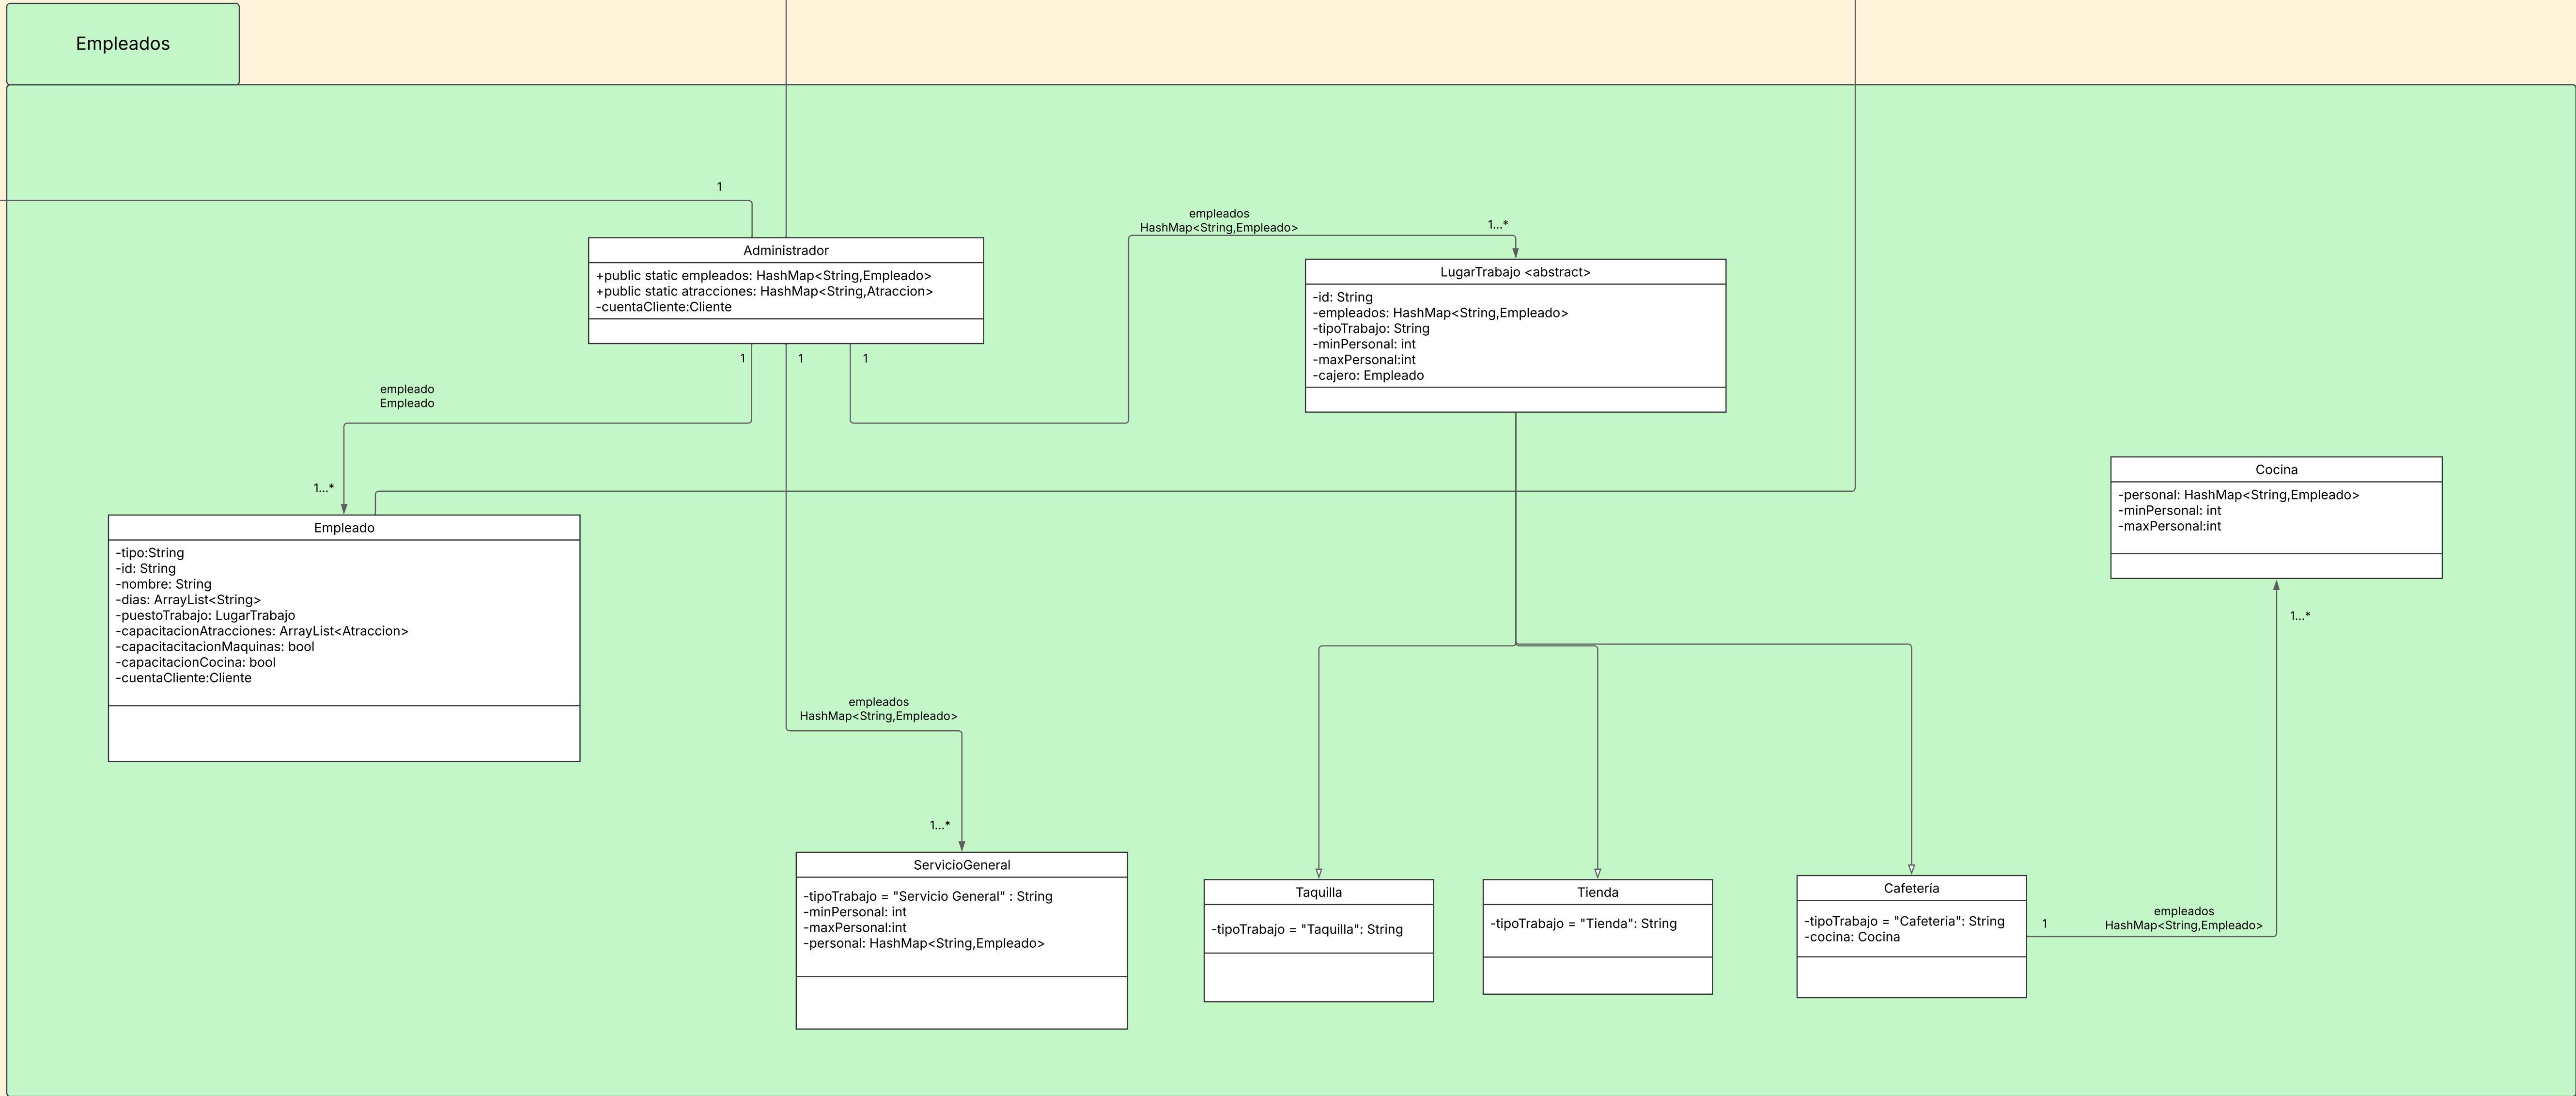 Empleados
1
Administrador
+public static empleados: HashMap<String,Empleado>
+public static atracciones: HashMap<String,Atraccion>
-cuentaCliente:Cliente
1
1
1
empleados
HashMap<String,Empleado>
1...*
LugarTrabajo <abstract>
-id: String
-empleados: HashMap<String,Empleado>
-tipoTrabajo: String
-minPersonal: int
-maxPersonal:int
-cajero: Empleado
empleado
Empleado
1...*
Empleado
-tipo:String
-id: String
-nombre: String
-dias: ArrayList<String>
-puestoTrabajo: LugarTrabajo
-capacitacionAtracciones: ArrayList<Atraccion>
-capacitacitacionMaquinas: bool
-capacitacionCocina: bool
-cuentaCliente:Cliente
Cocina
-personal: HashMap<String,Empleado>
-minPersonal: int
-maxPersonal:int
1...*
empleados
HashMap<String,Empleado>
1...*
ServicioGeneral
-tipoTrabajo = "Servicio General" : String
-minPersonal: int
-maxPersonal:int
-personal: HashMap<String,Empleado>
Taquilla
-tipoTrabajo = "Taquilla": String
Tienda
-tipoTrabajo = "Tienda": String
Cafetería
-tipoTrabajo = "Cafeteria": String
-cocina: Cocina
1
empleados
HashMap<String,Empleado>